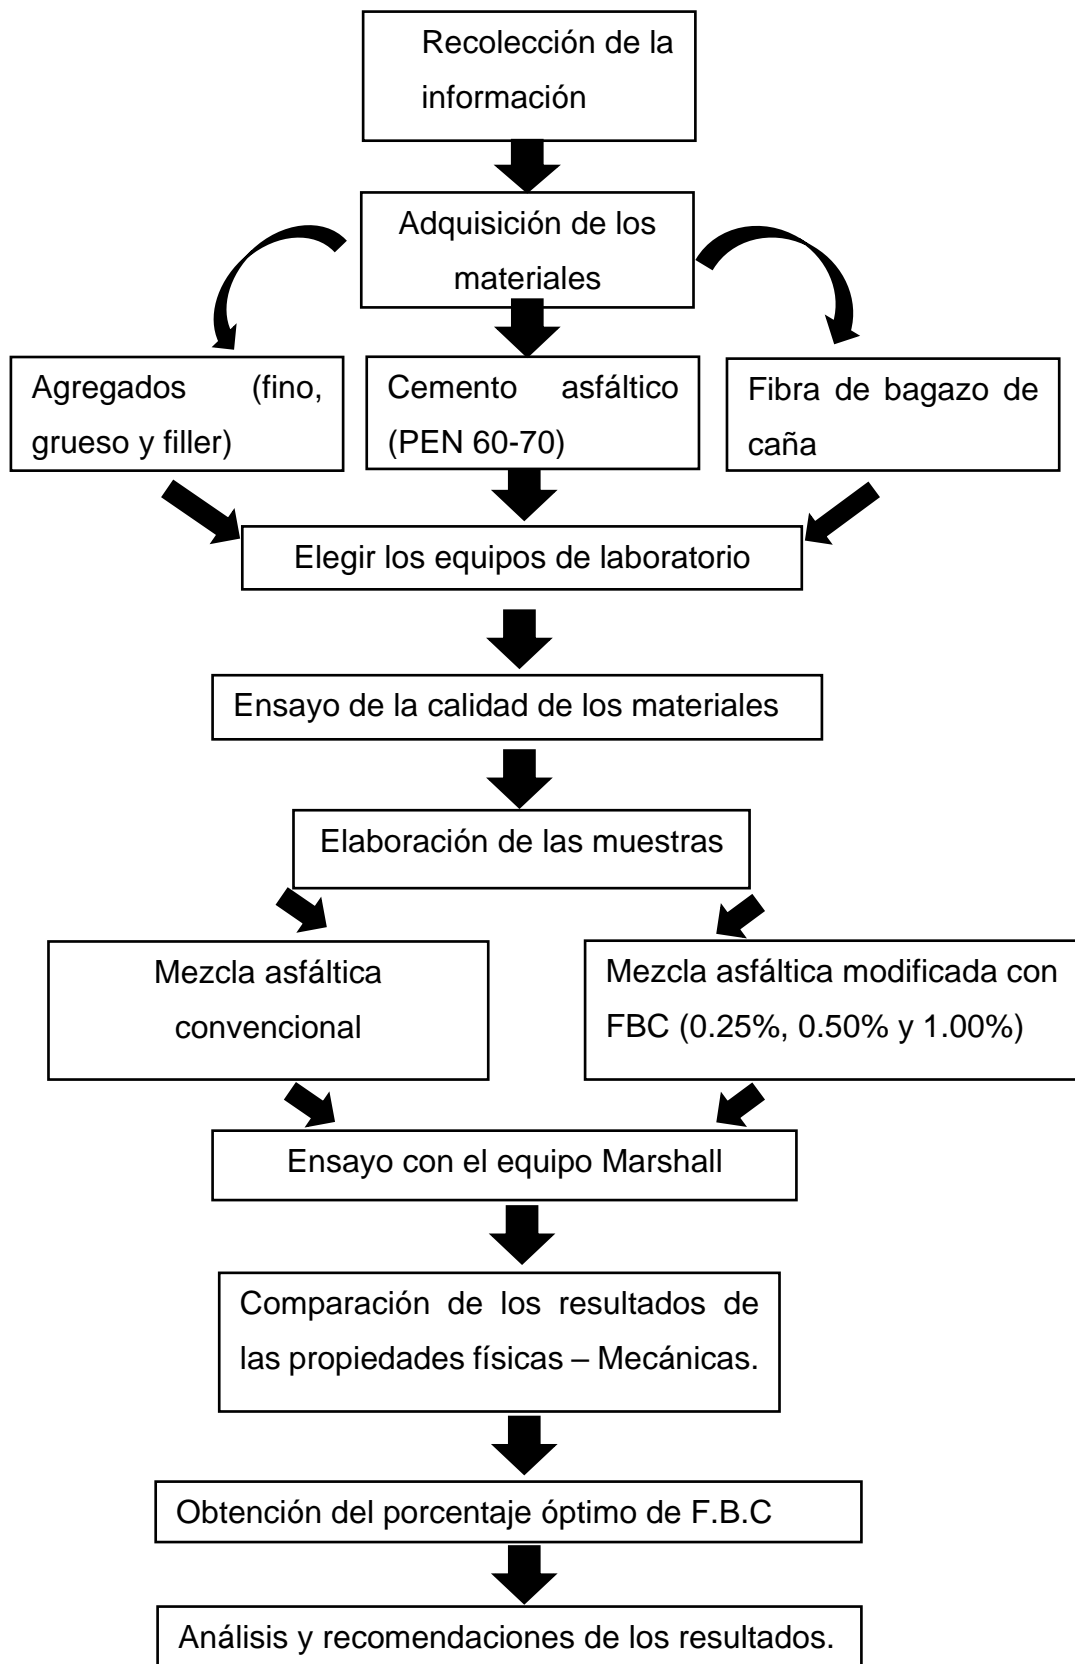 Recolección de la
información
Adquisición de los
materiales
Agregados (fino,
grueso y filler)
Cemento asfáltico
(PEN 60-70)
Fibra de bagazo de
caña
Elegir los equipos de laboratorio
Ensayo de la calidad de los materiales
Elaboración de las muestras
Mezcla asfáltica
convencional
Mezcla asfáltica modificada con
FBC (0.25%, 0.50% y 1.00%)
Ensayo con el equipo Marshall
Comparación de los resultados de
las propiedades físicas – Mecánicas.
Obtención del porcentaje óptimo de F.B.C
Análisis y recomendaciones de los resultados.